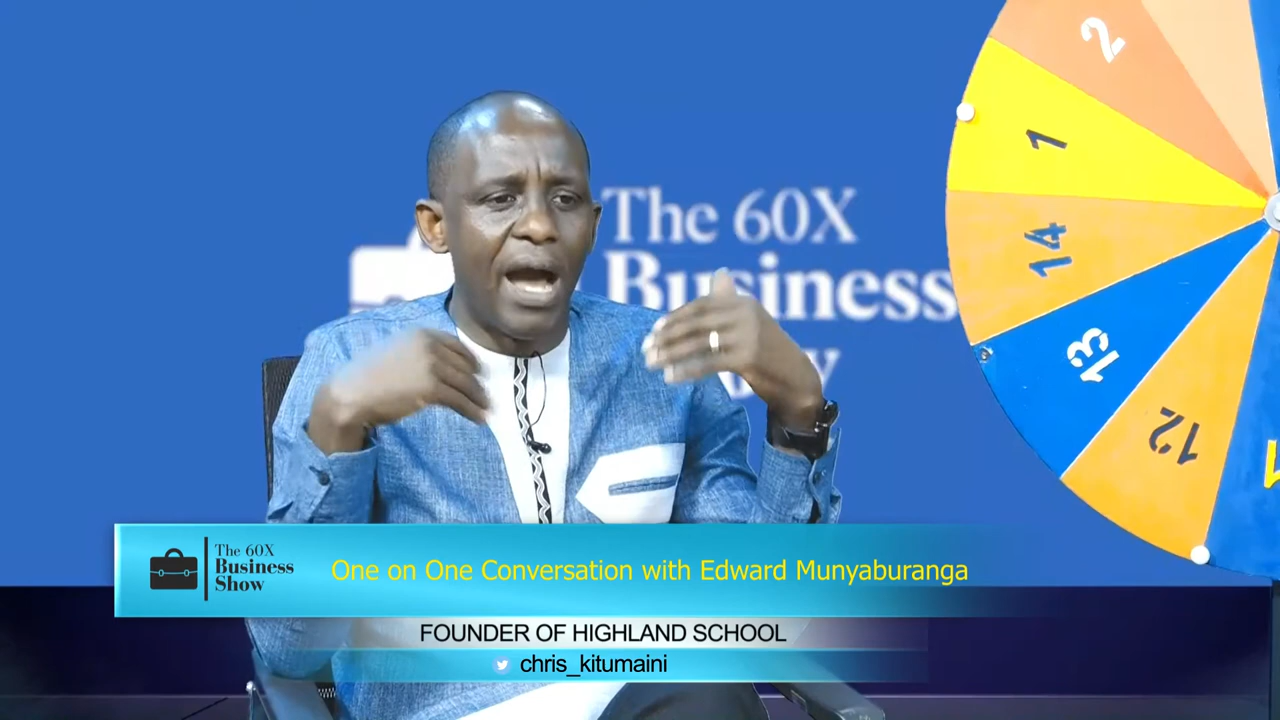 The 60X
Business
2
1
14
13
12
The 60X
Business
Show
One on One Conversation with Edward Munyaburanga
FOUNDER OF HIGHLAND SCHOOL
chris_kitumaini